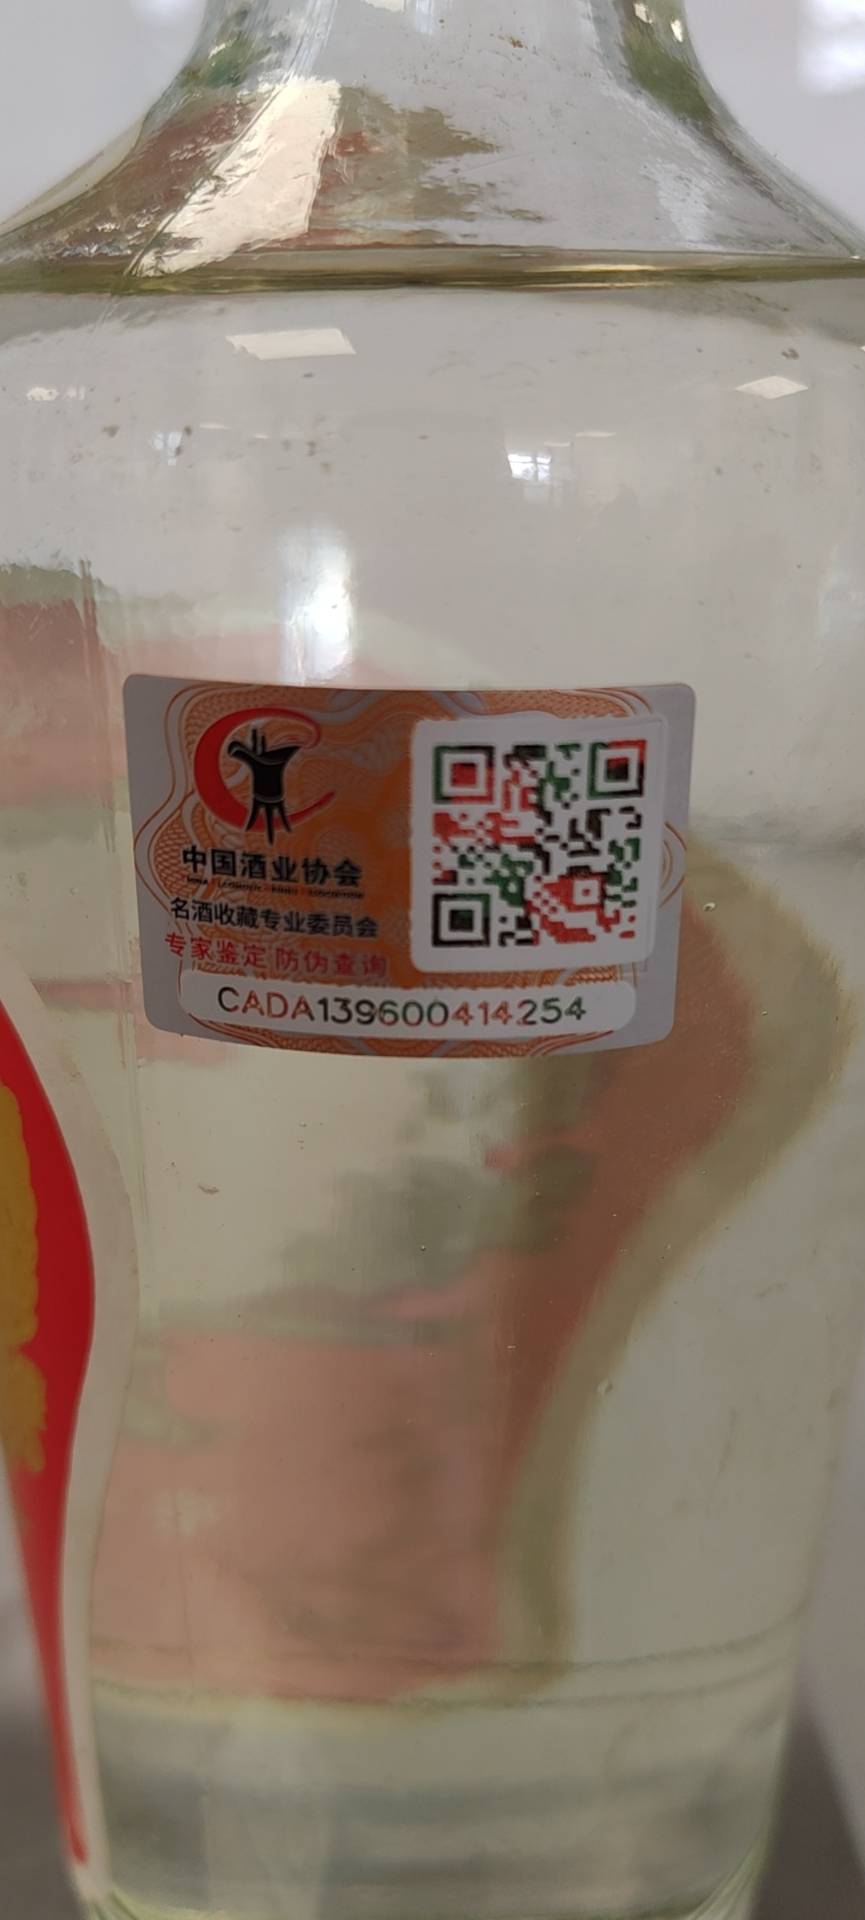 中国酒业协会
名酒收藏专业委员会
专家鉴定 防伪查询
CADA139600414254